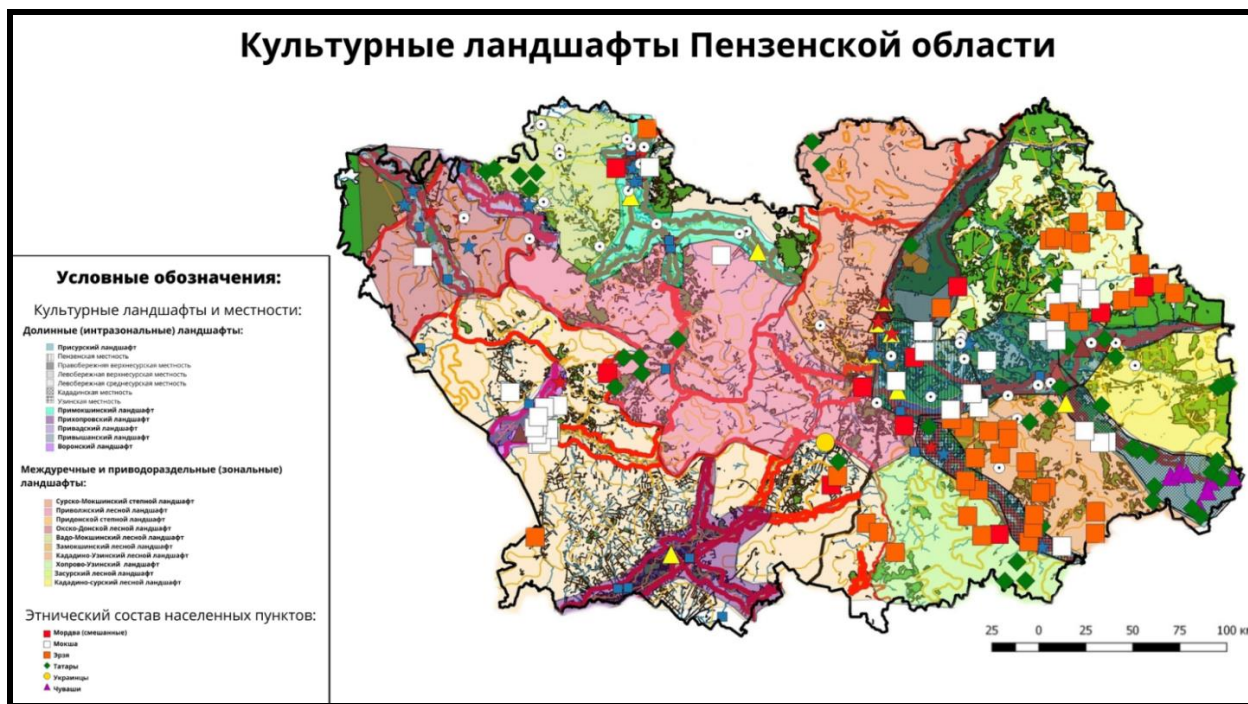 Культурные ландшафты Пензенской области
Условные обозначения:
Культурные ландшафты и местности:
Долинные (интразональные) ландшафты:
Присурский ландшафт
Пензенская местность
Правобережная верхнесурская местность
Левобережная верхнесурская местность
Левобережная среднесурская местность
Кададинская местность
Узинская местность
Примокшинский ландшафт
Прихопровский ландшафт
Привадский ландшафт
Привышанский ландшафт
Воронский ландшафт
Междуречные и приводораздельные (зональные)
ландшафты:
Сурско-Мокшинский степной ландшафт
Приволжский лесной ландшафт
Придонской степной ландшафт
Окско-Донской лесной ландшафт
Вадо-Мокшинский лесной ландшафт
Замокшинский лесной ландшафт
Кададино-Узинский лесной ландшафт
Хопрово-Узинский ландшафт
Засурский лесной ландшафт
Кададино-сурский лесной ландшафт
Этнический состав населенных пунктов:
Мордва (смешанные)
Мокша
Эрзя
Татары
Украинцы
Чуваши
25 0 25 50 75 100 км